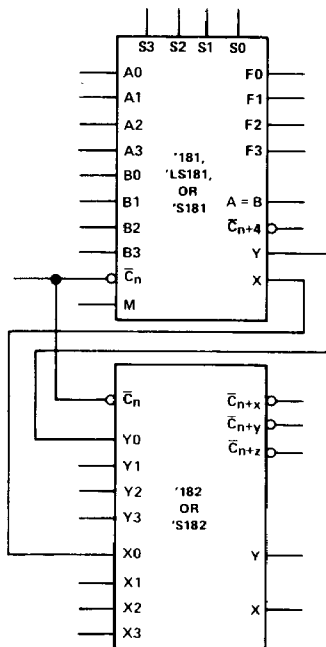 S3 S2 S1 S0
A0 F0
A1 F1
A2 F2
A3 F3
'181,
B0 'LS181,
B1 OR A = B
'S181
B2 C̅n+4
B3 Y
C̅n X
M
C̅n C̅n+x
C̅n+y
Y0 C̅n+z
Y1
Y2 '182
OR
Y3 'S182
X0 Y
X1
X2 X
X3